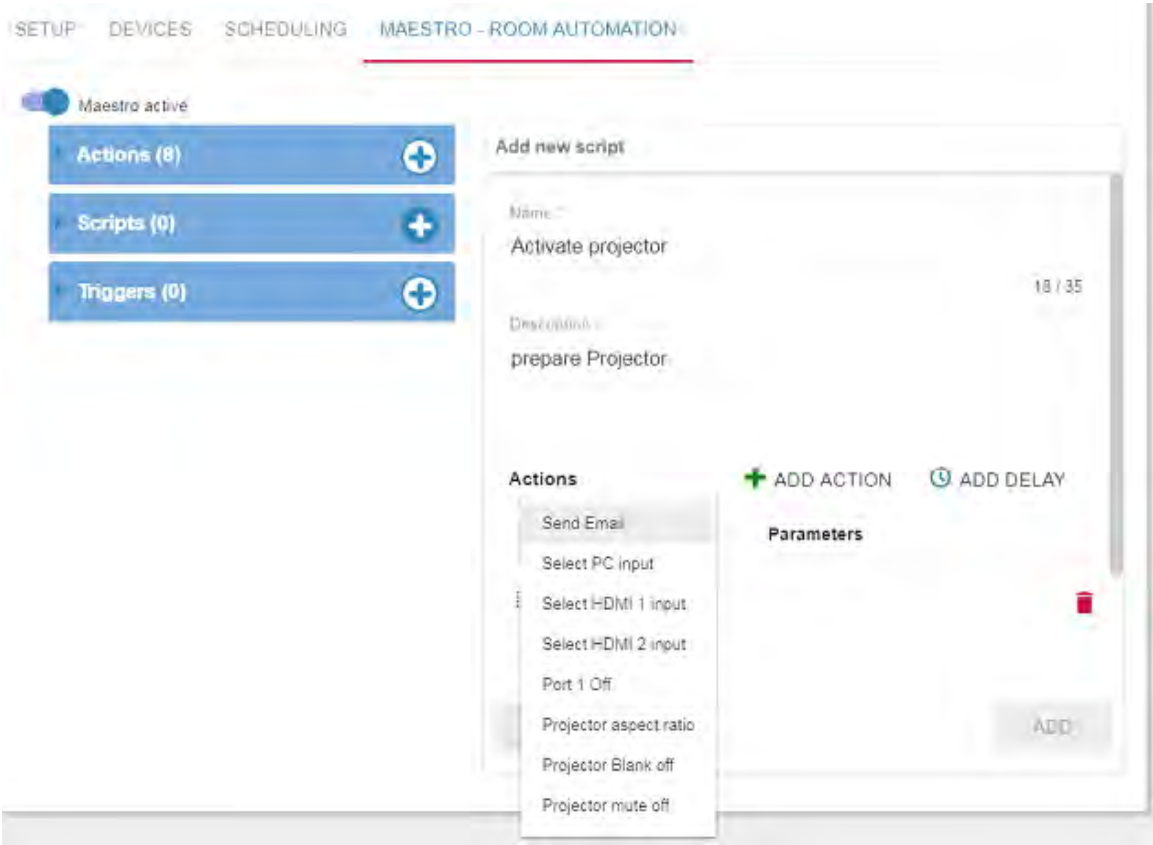 SETUP DEVICES SCHEDULING MAESTRO - ROOM AUTOMATION
Maestro active
Actions (8)
Scripts (0)
Triggers (0)
Add new script
Name *
Activate projector
18 / 35
Description *
prepare Projector
Actions
ADD ACTION ADD DELAY
Parameters
Send Email
Select PC input
Select HDMI 1 input
Select HDMI 2 input
Port 1 Off
Projector aspect ratio
Projector Blank off
Projector mute off
ADD